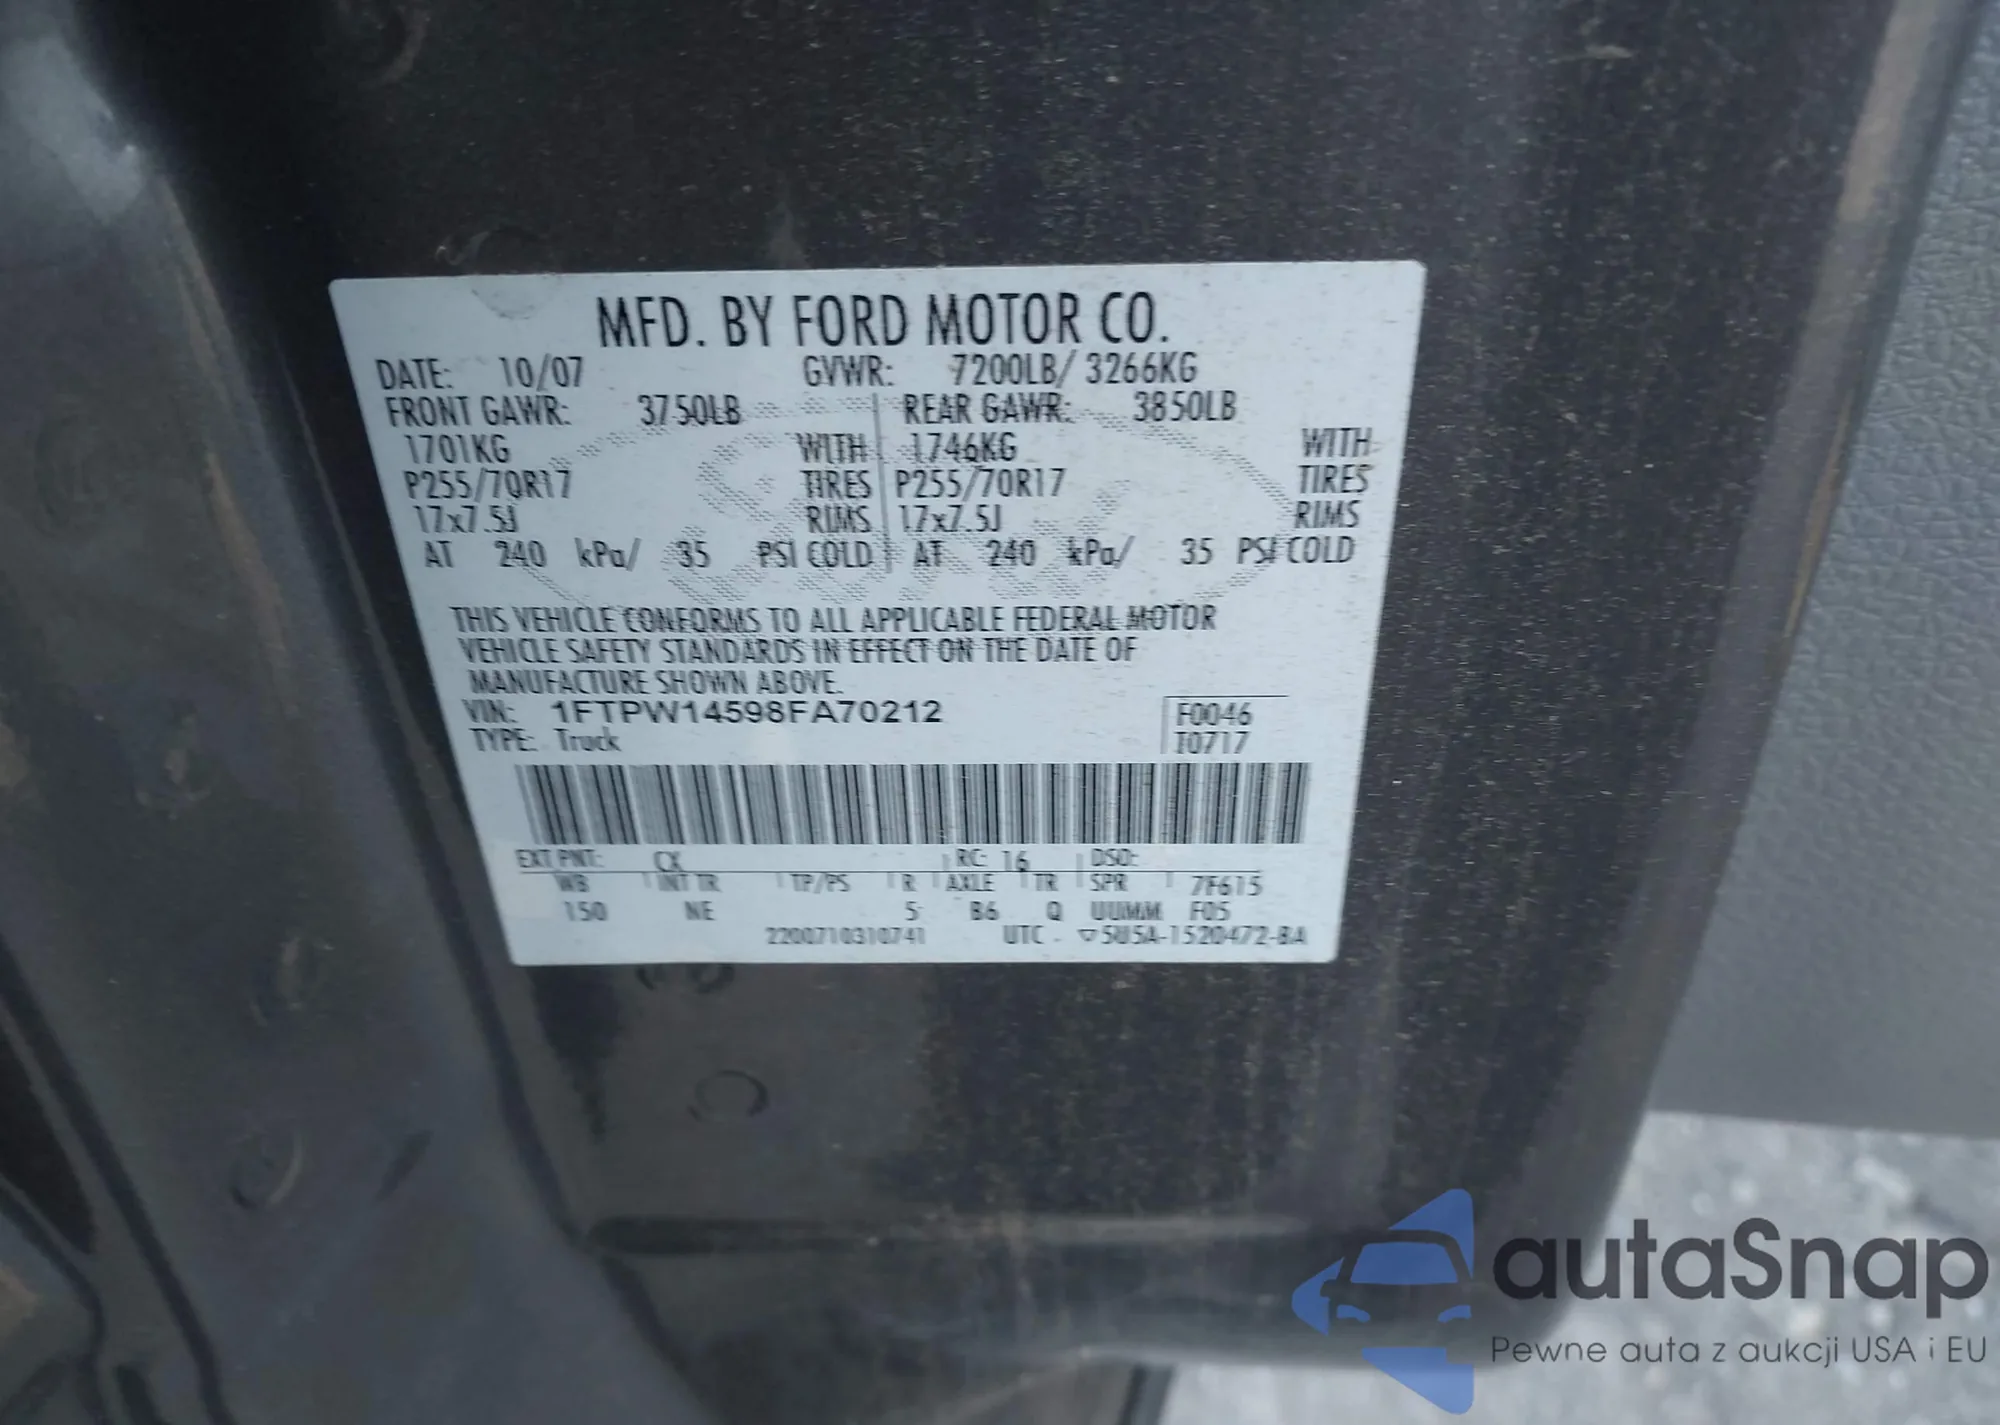 MFD. BY FORD MOTOR CO.
DATE: 10/07 GVWR: 7200LB/ 3266KG
FRONT GAWR: 3750LB REAR GAWR: 3850LB
1701KG WITH 1746KG WITH
P255/70R17 TIRES P255/70R17 TIRES
17x7.5J RIMS 17x7.5J RIMS
AT 240 kPa/ 35 PSI COLD AT 240 kPa/ 35 PSI COLD
THIS VEHICLE CONFORMS TO ALL APPLICABLE FEDERAL MOTOR
VEHICLE SAFETY STANDARDS IN EFFECT ON THE DATE OF
MANUFACTURE SHOWN ABOVE.
VIN: 1FTPW14598FA70212 F0046
TYPE: Truck T0717
EXT PNT: CX RC: 16 DSO:
WB INT TR TP/PS R AXLE TR SPR 7F615
150 NE 5 B6 Q UUMM F05
2200710310741 UTC ▽5U5A-1520472-BA
autaSnap
Pewne auta z aukcji USA i EU